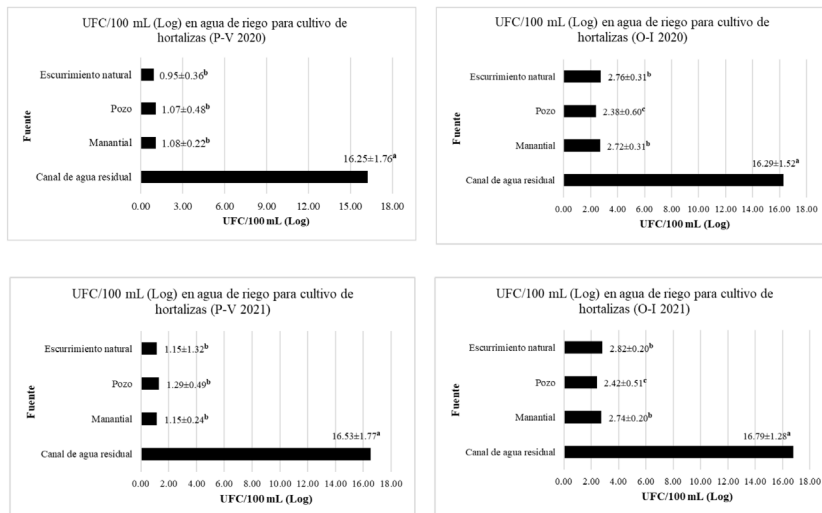 UFC/100 mL (Log) en agua de riego para cultivo de
hortalizas (P-V 2020)
Fuente
Escurrimiento natural
0.95±0.36b
Pozo
1.07±0.48b
Manantial
1.08±0.22b
16.25±1.76a
Canal de agua residual
0.00 3.00 6.00 9.00 12.00 15.00 18.00
UFC/100 mL (Log)
UFC/100 mL (Log) en agua de riego para cultivo de
hortalizas (O-I 2020)
Fuente
Escurrimiento natural
2.76±0.31b
Pozo
2.38±0.60c
Manantial
2.72±0.31b
16.29±1.52a
Canal de agua residual
0.00 2.00 4.00 6.00 8.00 10.00 12.00 14.00 16.00 18.00
UFC/100 mL (Log)
UFC/100 mL (Log) en agua de riego para cultivo de
hortalizas (P-V 2021)
Fuente
Escurrimiento natural
1.15±1.32b
Pozo
1.29±0.49b
Manantial
1.15±0.24b
16.53±1.77a
Canal de agua residual
0.00 2.00 4.00 6.00 8.00 10.00 12.00 14.00 16.00 18.00
UFC/100 mL (Log)
UFC/100 mL (Log) en agua de riego para cultivo de
hortalizas (O-I 2021)
Fuente
Escurrimiento natural
2.82±0.20b
Pozo
2.42±0.51c
Manantial
2.74±0.20b
16.79±1.28a
Canal de agua residual
0.00 2.00 4.00 6.00 8.00 10.00 12.00 14.00 16.00 18.00
UFC/100 mL (Log)